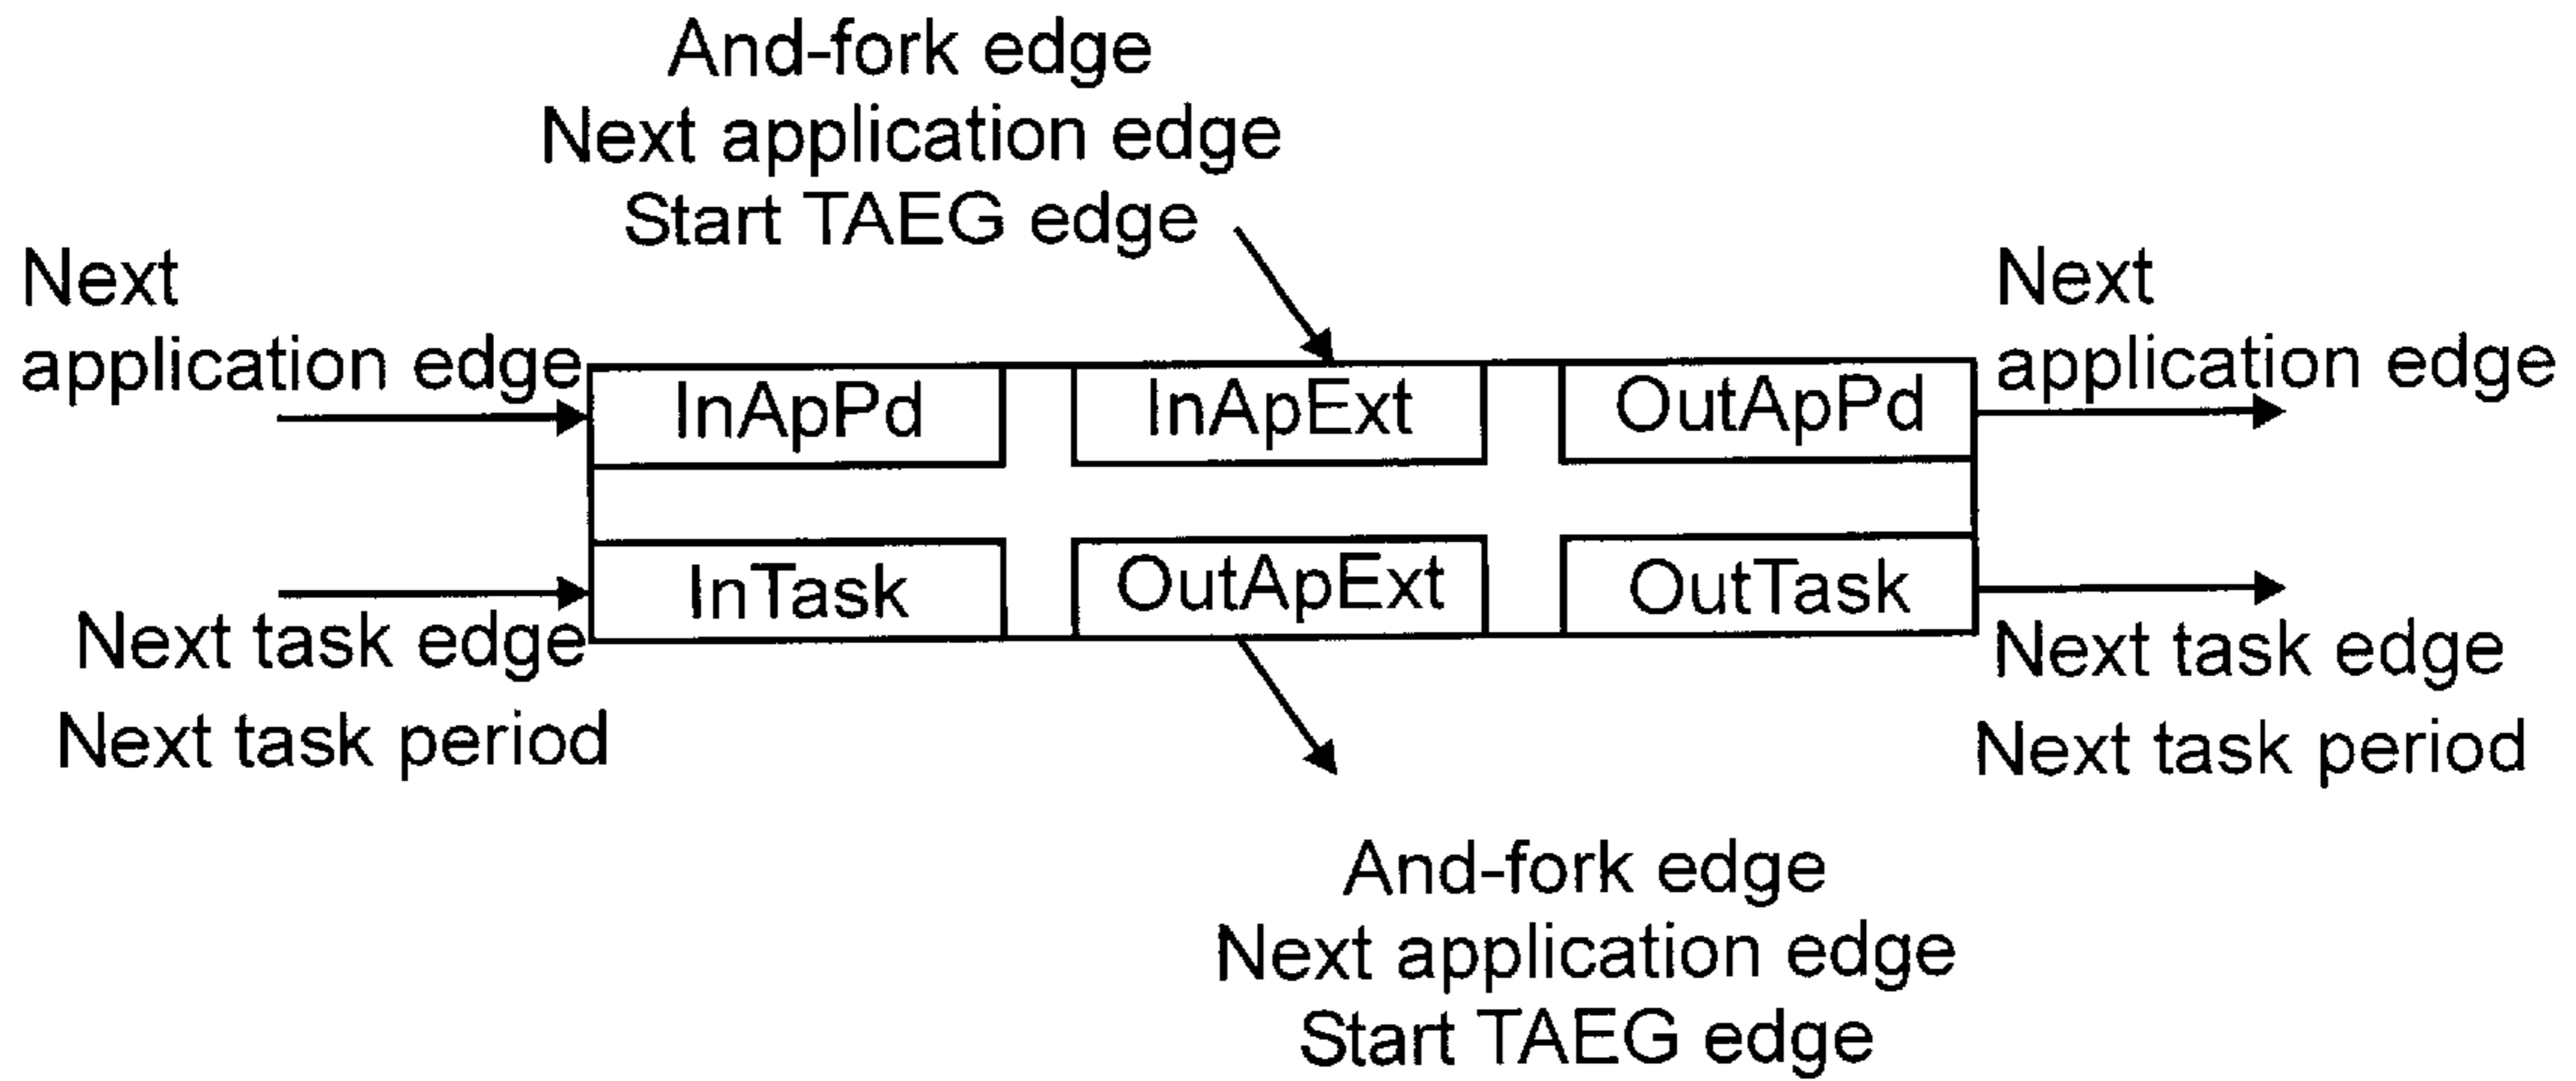 And-fork edge
Next application edge
Start TAEG edge
Next
application edge
Next
application edge
InApPd
InApExt
OutApPd
InTask
OutApExt
OutTask
Next task edge
Next task period
Next task edge
Next task period
And-fork edge
Next application edge
Start TAEG edge